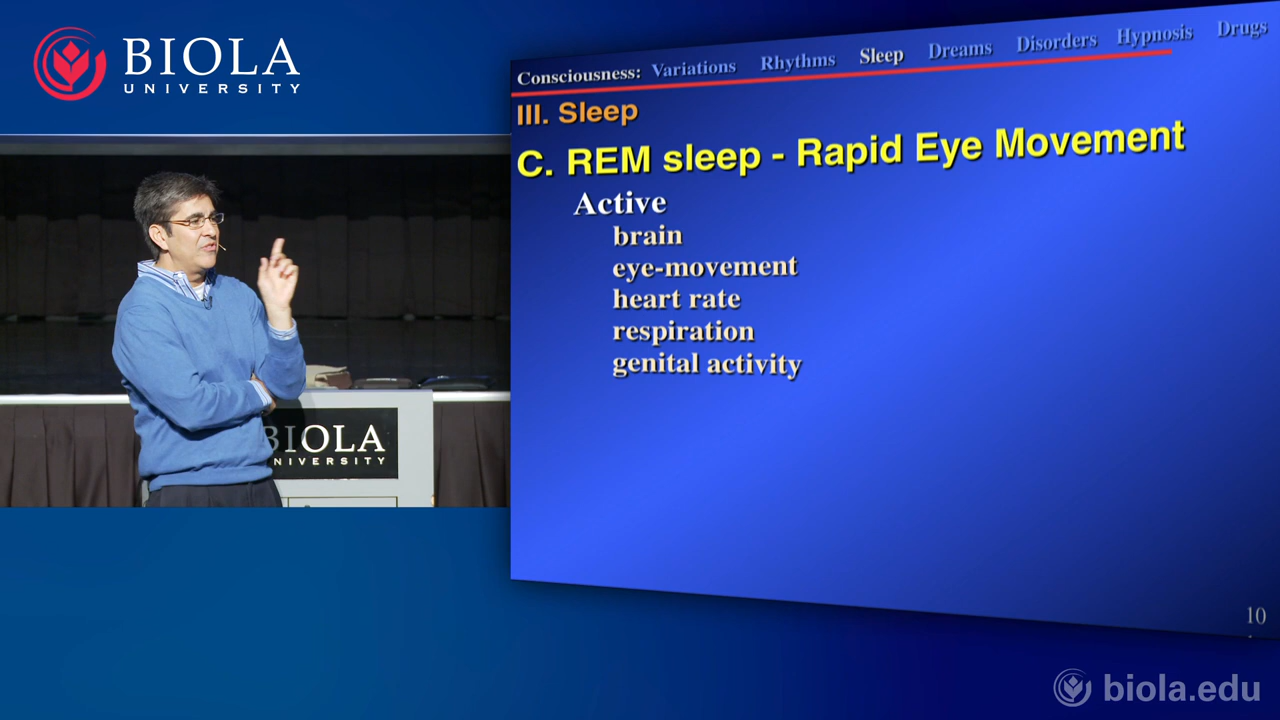 BIOLA
UNIVERSITY
Consciousness: Variations Rhythms Sleep Dreams Disorders Hypnosis Drugs
III. Sleep
C. REM sleep - Rapid Eye Movement
Active
brain
eye-movement
heart rate
respiration
genital activity
BIOLA
NIVERSITY
10
biola.edu